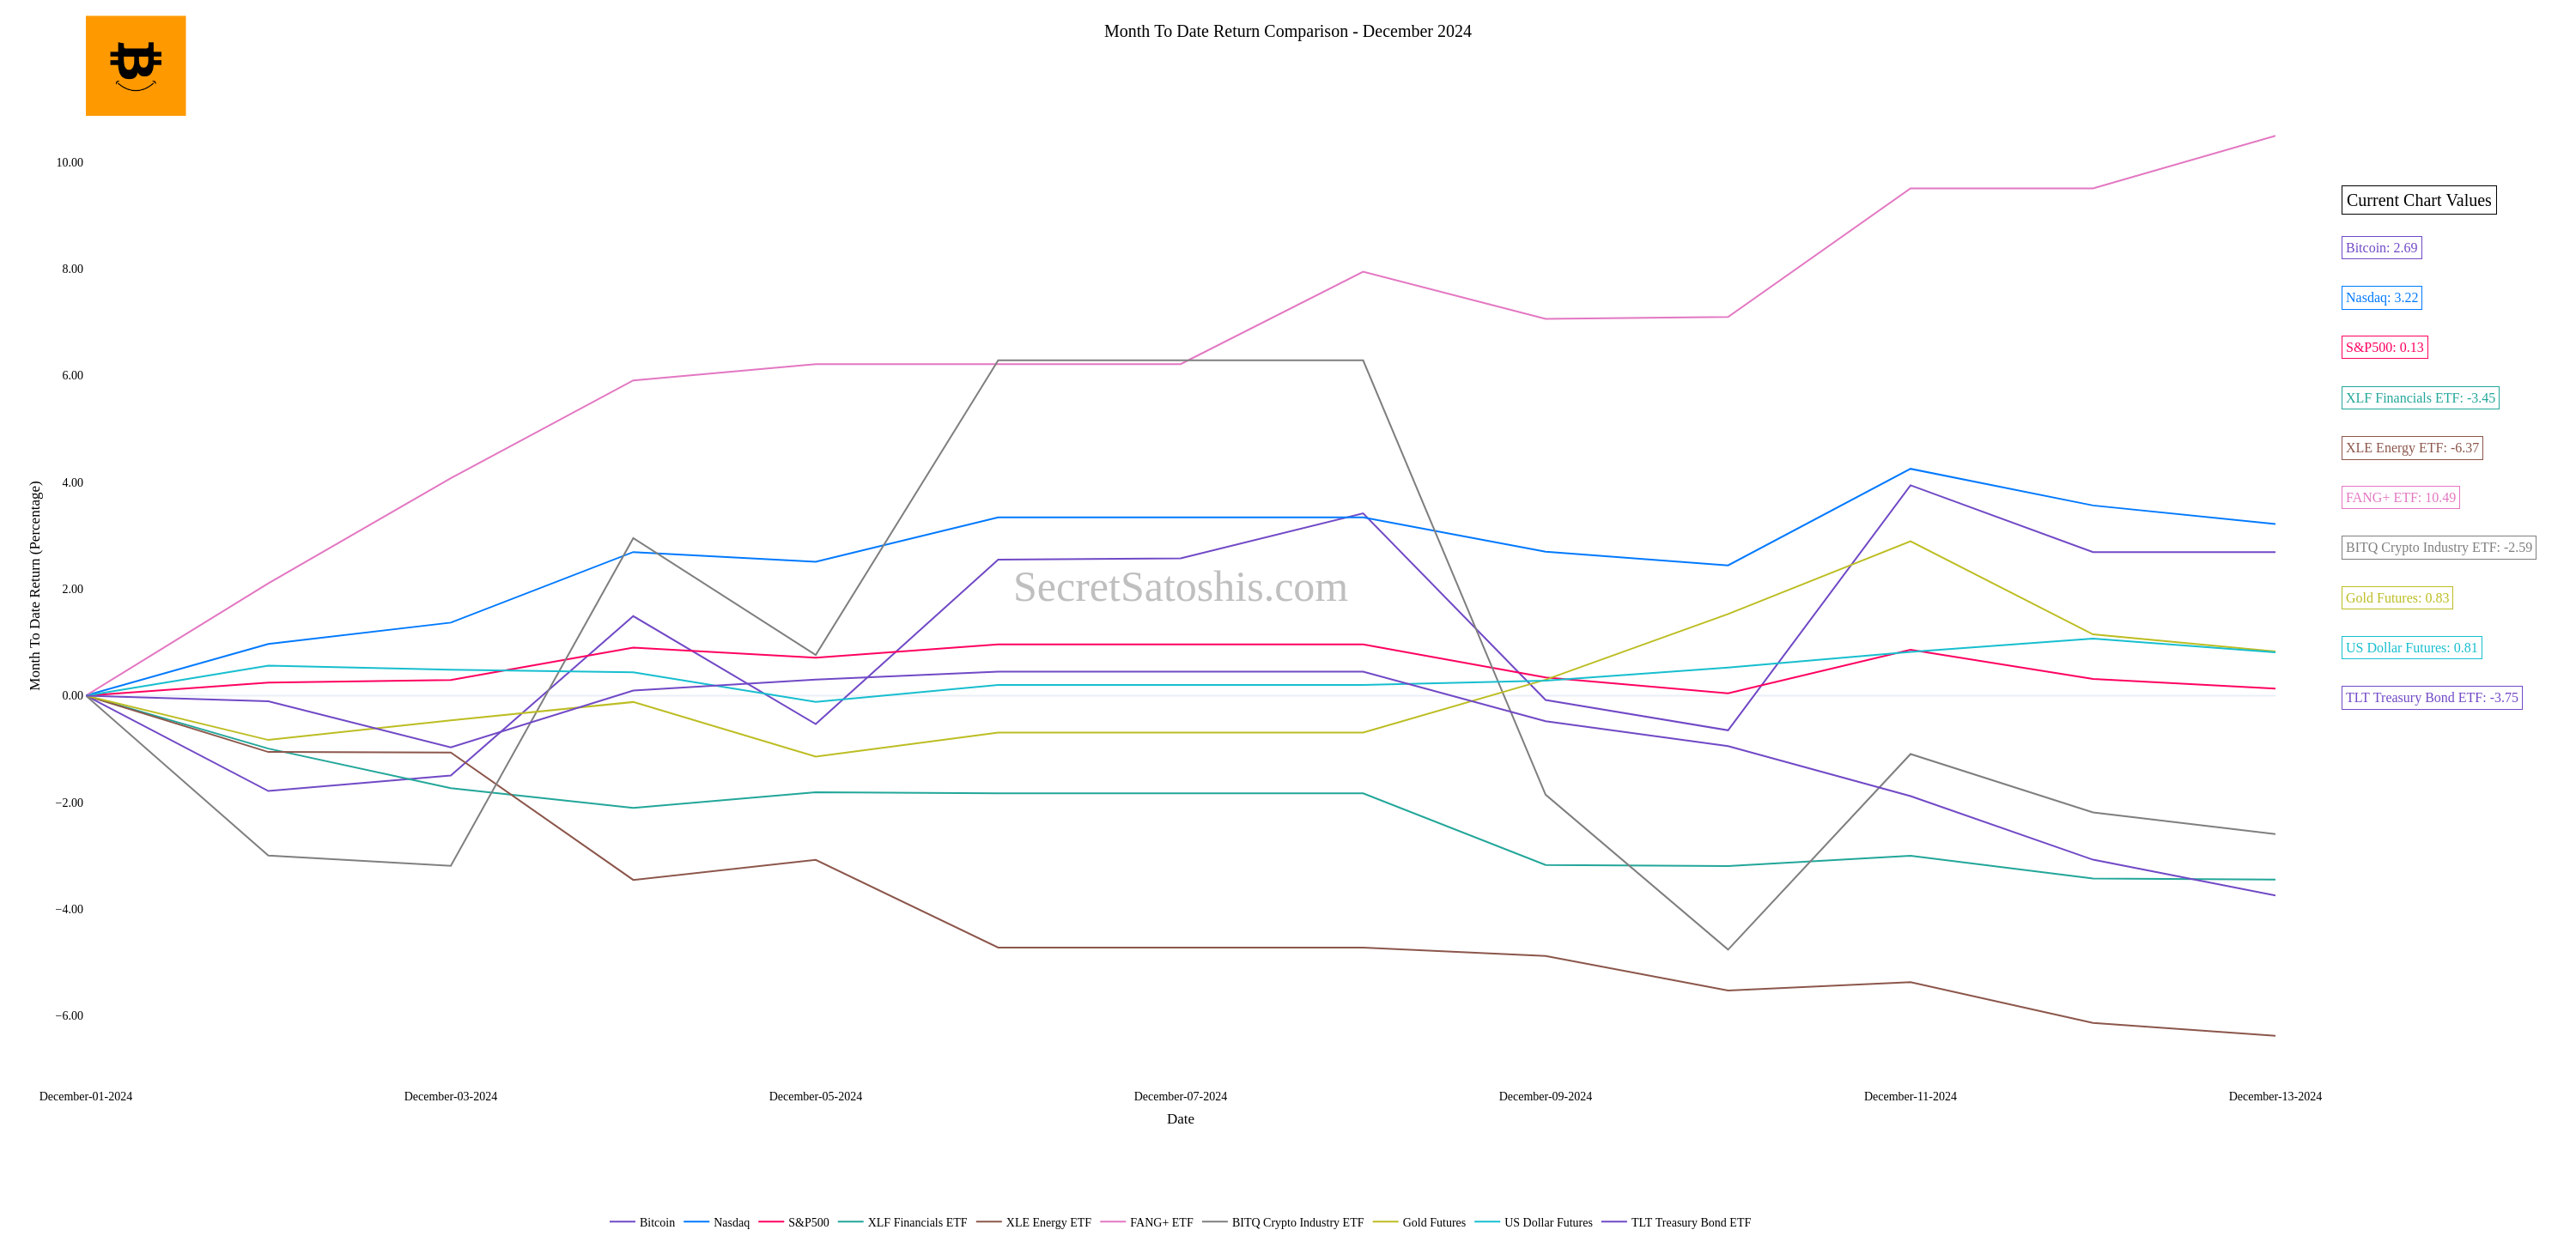 Month To Date Return Comparison - December 2024
10.00
8.00
6.00
4.00
2.00
0.00
−2.00
−4.00
−6.00
Month To Date Return (Percentage)
SecretSatoshis.com
Current Chart Values
Bitcoin: 2.69
Nasdaq: 3.22
S&P500: 0.13
XLF Financials ETF: -3.45
XLE Energy ETF: -6.37
FANG+ ETF: 10.49
BITQ Crypto Industry ETF: -2.59
Gold Futures: 0.83
US Dollar Futures: 0.81
TLT Treasury Bond ETF: -3.75
December-01-2024 December-03-2024 December-05-2024 December-07-2024 December-09-2024 December-11-2024 December-13-2024
Date
Bitcoin Nasdaq S&P500 XLF Financials ETF XLE Energy ETF FANG+ ETF BITQ Crypto Industry ETF Gold Futures US Dollar Futures TLT Treasury Bond ETF